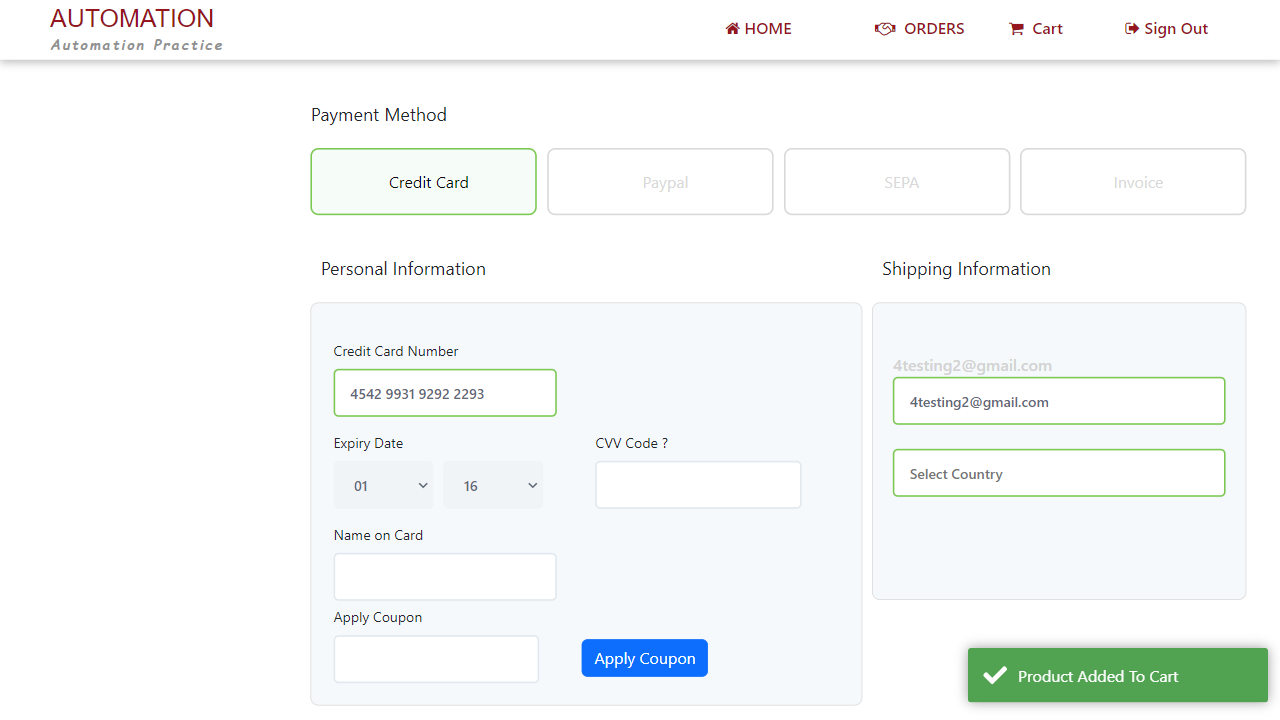 AUTOMATION
Automation Practice
HOME
ORDERS
Cart
Sign Out
Payment Method
Credit Card
Paypal
SEPA
Invoice
Personal Information
Shipping Information
Credit Card Number
4542 9931 9292 2293
Expiry Date
CVV Code ?
01
16
Name on Card
Apply Coupon
Apply Coupon
4testing2@gmail.com
4testing2@gmail.com
Select Country
Product Added To Cart